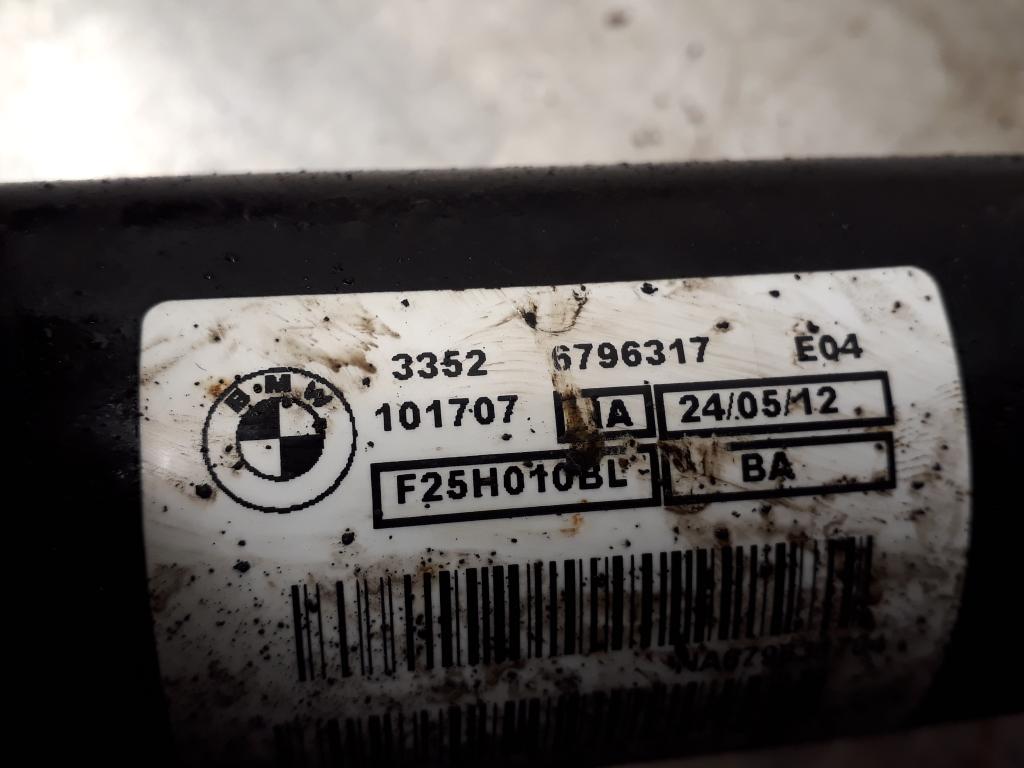 BMW
3352 6796317 E04
101707 A 24/05/12
F25H010BL BA